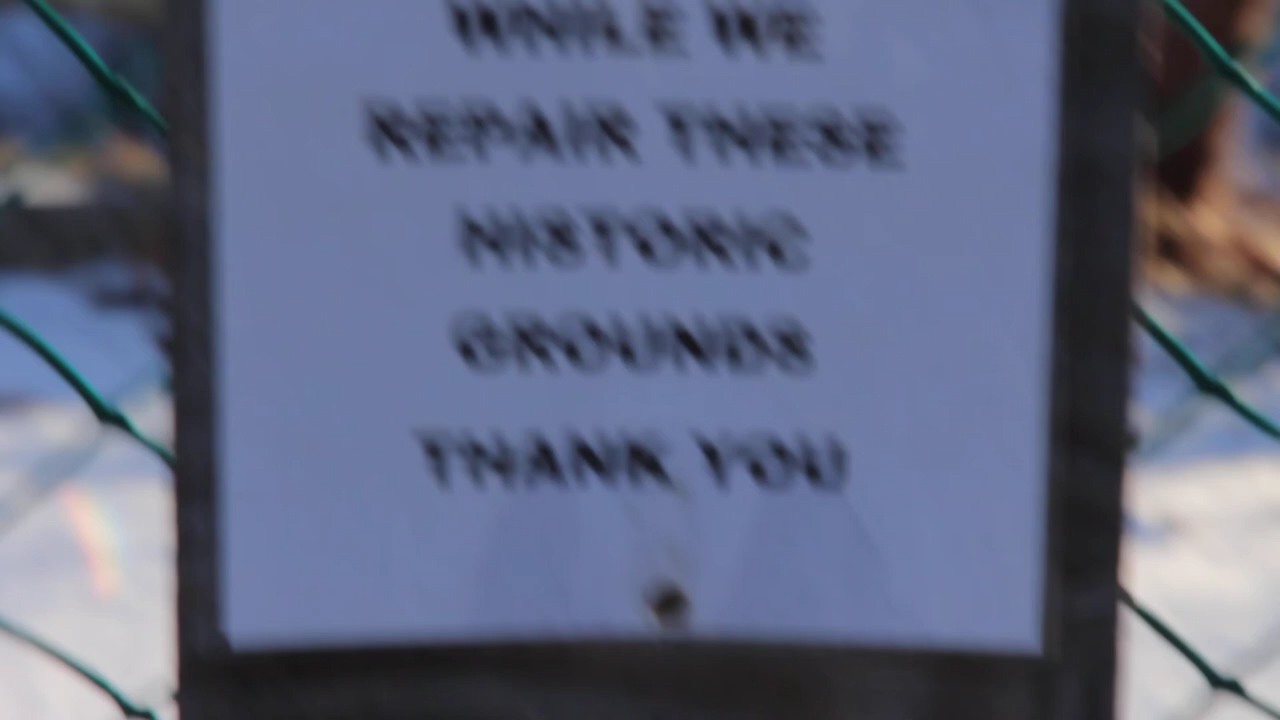 WHILE WE
REPAIR THESE
HISTORIC
GROUNDS
THANK YOU